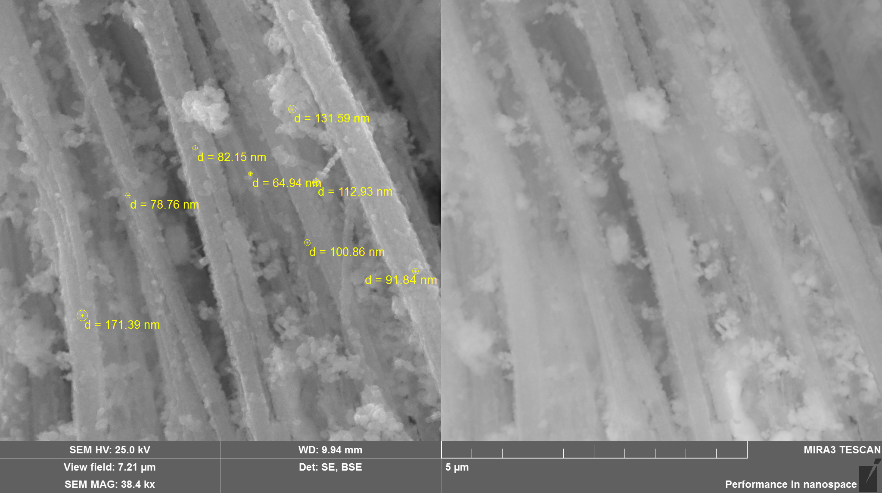 d = 131.59 nm
d = 82.15 nm
d = 64.94 nm
d = 112.93 nm
d = 78.76 nm
d = 100.86 nm
d = 91.84 nm
d = 171.39 nm
SEM HV: 25.0 kV
WD: 9.94 mm
MIRA3 TESCAN
View field: 7.21 µm
Det: SE, BSE
5 µm
SEM MAG: 38.4 kx
Performance in nanospace